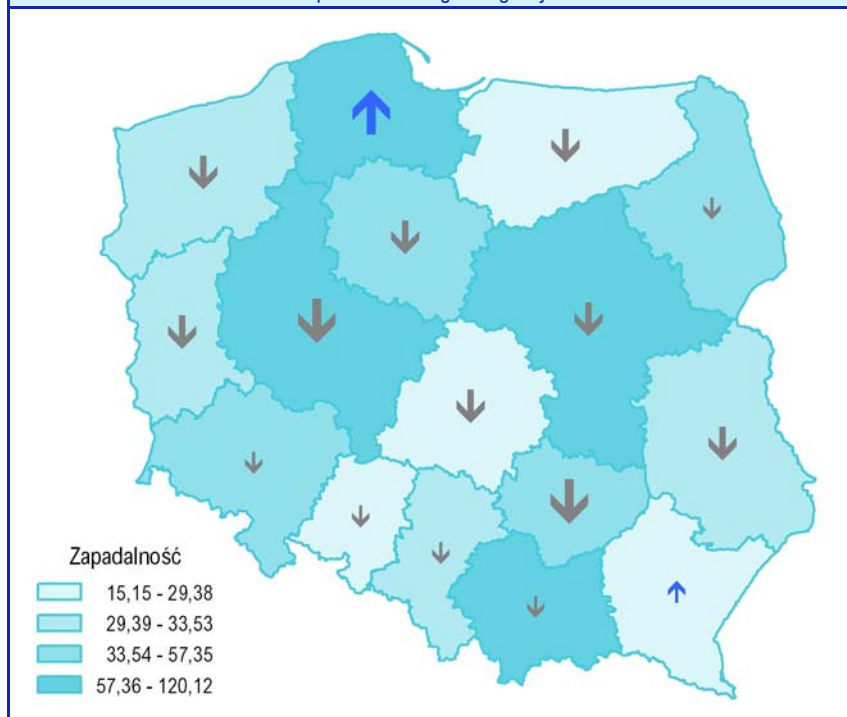 Zapadalność
15,15 - 29,38
29,39 - 33,53
33,54 - 57,35
57,36 - 120,12